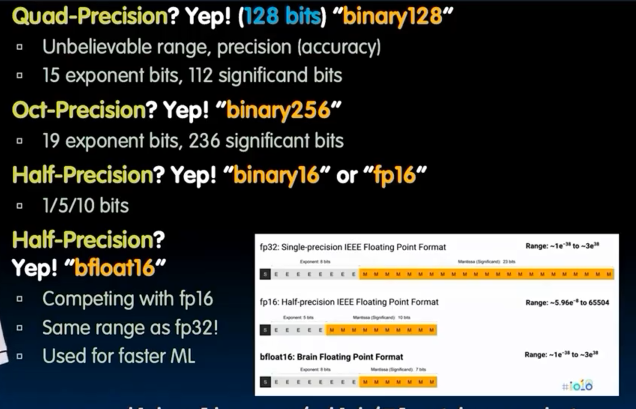 Quad-Precision? Yep! (128 bits) "binary128"
▫ Unbelievable range, precision (accuracy)
▫ 15 exponent bits, 112 significand bits
Oct-Precision? Yep! "binary256"
▫ 19 exponent bits, 236 significant bits
Half-Precision? Yep! "binary16" or "fp16"
▫ 1/5/10 bits
Half-Precision?
Yep! "bfloat16"
▫ Competing with fp16
▫ Same range as fp32!
▫ Used for faster ML
fp32: Single-precision IEEE Floating Point Format
Range: ~1e⁻³⁸ to ~3e³⁸
Exponent: 8 bits
Mantissa (Significand): 23 bits
S E E E E E E E E M M M M M M M M M M M M M M M M M M M M M M M
fp16: Half-precision IEEE Floating Point Format
Range: ~5.96e⁻⁸ to 65504
Exponent: 5 bits
Mantissa (Significand): 10 bits
S E E E E E M M M M M M M M M M
bfloat16: Brain Floating Point Format
Range: ~1e⁻³⁸ to ~3e³⁸
Exponent: 8 bits
Mantissa (Significand): 7 bits
S E E E E E E E E M M M M M M M
#io20